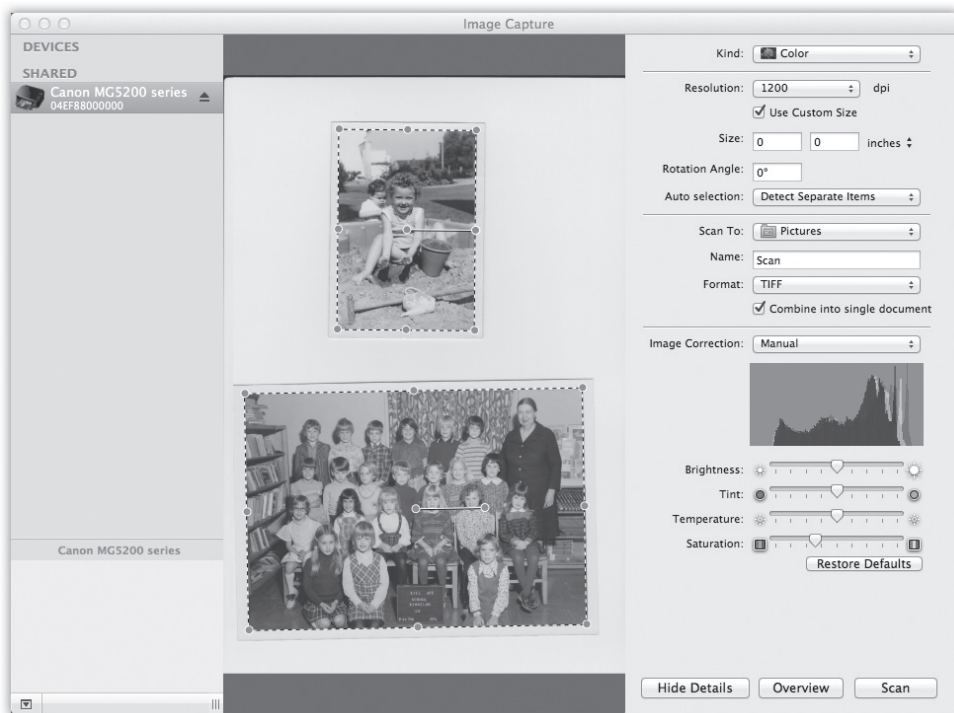 Image Capture
DEVICES
SHARED
Canon MG5200 series
04EF88000000
Canon MG5200 series
Kind: Color
Resolution: 1200 dpi
Use Custom Size
Size: 0 0 inches
Rotation Angle: 0°
Auto selection: Detect Separate Items
Scan To: Pictures
Name: Scan
Format: TIFF
Combine into single document
Image Correction: Manual
Brightness:
Tint:
Temperature:
Saturation:
Restore Defaults
Hide Details Overview Scan